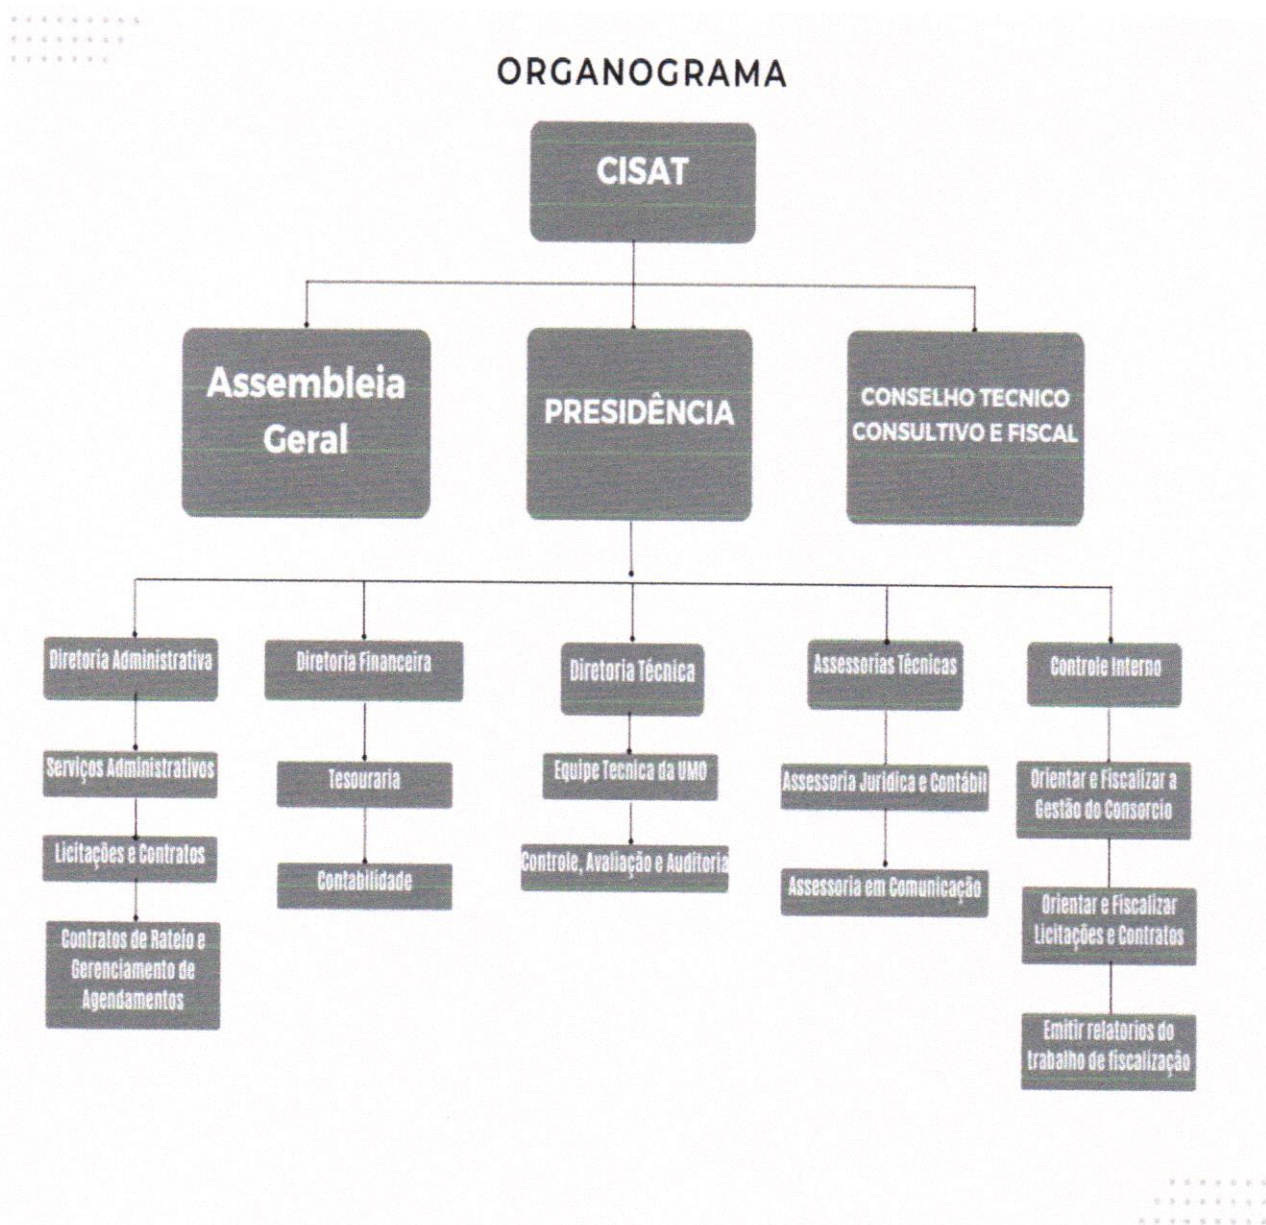 ORGANOGRAMA
CISAT
Assembleia
Geral
PRESIDÊNCIA
CONSELHO TECNICO
CONSULTIVO E FISCAL
Diretoria Administrativa
Diretoria Financeira
Diretoria Técnica
Assessorias Técnicas
Controle Interno
Serviços Administrativos
Tesouraria
Equipe Tecnica da UMO
Assessoria Jurídica e Contábil
Orientar e Fiscalizar a
Gestão do Consorcio
Licitações e Contratos
Contabilidade
Controle, Avaliação e Auditoria
Assessoria em Comunicação
Orientar e Fiscalizar
Licitações e Contratos
Contratos de Rateio e
Gerenciamento de
Agendamentos
Emitir relatorios do
trabalho de fiscalização